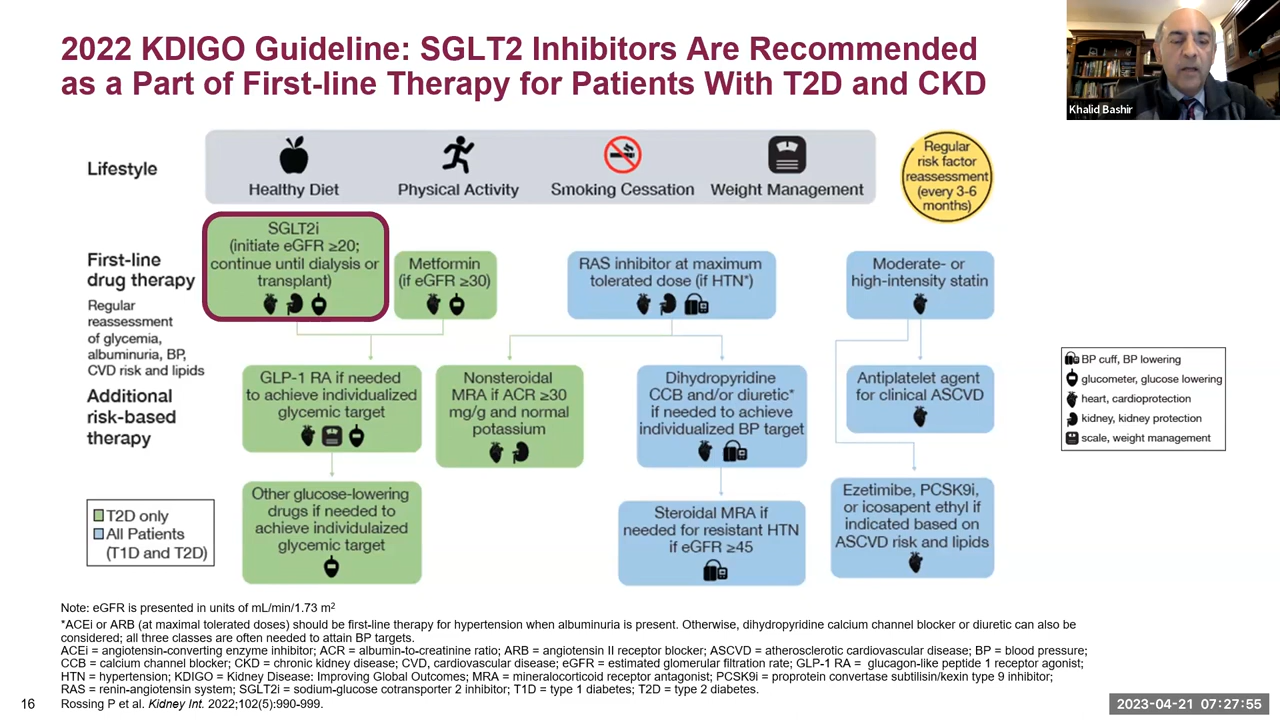 2022 KDIGO Guideline: SGLT2 Inhibitors Are Recommended
as a Part of First-line Therapy for Patients With T2D and CKD
Khalid Bashir
Lifestyle
Healthy Diet
Physical Activity
Smoking Cessation
Weight Management
Regular
risk factor
reassessment
(every 3-6
months)
First-line
drug therapy
Regular
reassessment
of glycemia,
albuminuria, BP,
CVD risk and lipids
SGLT2i
(initiate eGFR ≥20;
continue until dialysis or
transplant)
Metformin
(if eGFR ≥30)
RAS inhibitor at maximum
tolerated dose (if HTN*)
Moderate- or
high-intensity statin
Additional
risk-based
therapy
GLP-1 RA if needed
to achieve individualized
glycemic target
Nonsteroidal
MRA if ACR ≥30
mg/g and normal
potassium
Dihydropyridine
CCB and/or diuretic*
if needed to achieve
individualized BP target
Antiplatelet agent
for clinical ASCVD
Other glucose-lowering
drugs if needed to
achieve individulaized
glycemic target
Steroidal MRA if
needed for resistant HTN
if eGFR ≥45
Ezetimibe, PCSK9i,
or icosapent ethyl if
indicated based on
ASCVD risk and lipids
BP cuff, BP lowering
glucometer, glucose lowering
heart, cardioprotection
kidney, kidney protection
scale, weight management
T2D only
All Patients
(T1D and T2D)
Note: eGFR is presented in units of mL/min/1.73 m2
*ACEi or ARB (at maximal tolerated doses) should be first-line therapy for hypertension when albuminuria is present. Otherwise, dihydropyridine calcium channel blocker or diuretic can also be
considered; all three classes are often needed to attain BP targets.
ACEi = angiotensin-converting enzyme inhibitor; ACR = albumin-to-creatinine ratio; ARB = angiotensin II receptor blocker; ASCVD = atherosclerotic cardiovascular disease; BP = blood pressure;
CCB = calcium channel blocker; CKD = chronic kidney disease; CVD, cardiovascular disease; eGFR = estimated glomerular filtration rate; GLP-1 RA = glucagon-like peptide 1 receptor agonist;
HTN = hypertension; KDIGO = Kidney Disease: Improving Global Outcomes; MRA = mineralocorticoid receptor antagonist; PCSK9i = proprotein convertase subtilisin/kexin type 9 inhibitor;
RAS = renin-angiotensin system; SGLT2i = sodium-glucose cotransporter 2 inhibitor; T1D = type 1 diabetes; T2D = type 2 diabetes.
16
Rossing P et al. Kidney Int. 2022;102(5):990-999.
2023-04-21 07:27:55